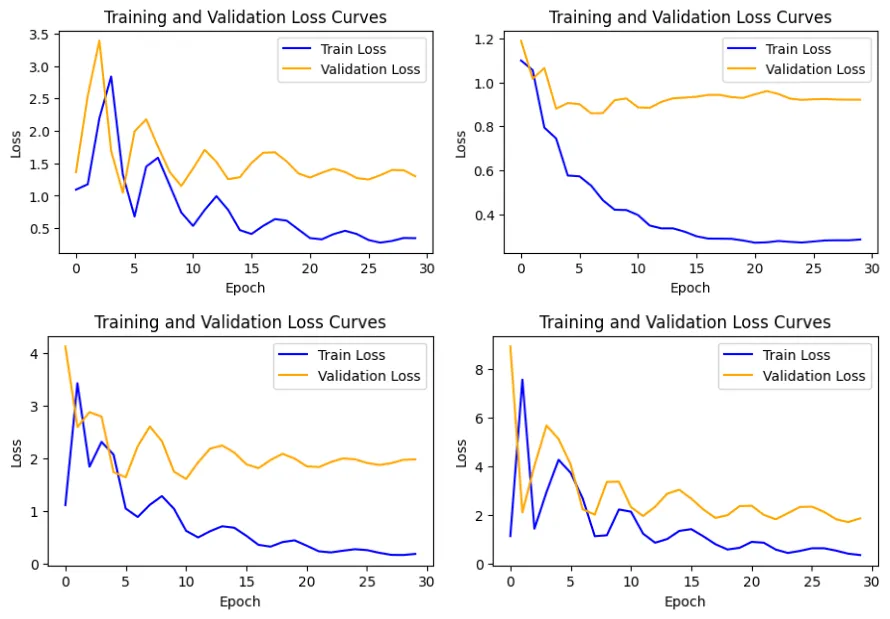 Training and Validation Loss Curves
Train Loss
Validation Loss
Loss
3.5
3.0
2.5
2.0
1.5
1.0
0.5
0 5 10 15 20 25 30
Epoch
Training and Validation Loss Curves
Train Loss
Validation Loss
Loss
1.2
1.0
0.8
0.6
0.4
0 5 10 15 20 25 30
Epoch
Training and Validation Loss Curves
Train Loss
Validation Loss
Loss
4
3
2
1
0
0 5 10 15 20 25 30
Epoch
Training and Validation Loss Curves
Train Loss
Validation Loss
Loss
8
6
4
2
0
0 5 10 15 20 25 30
Epoch